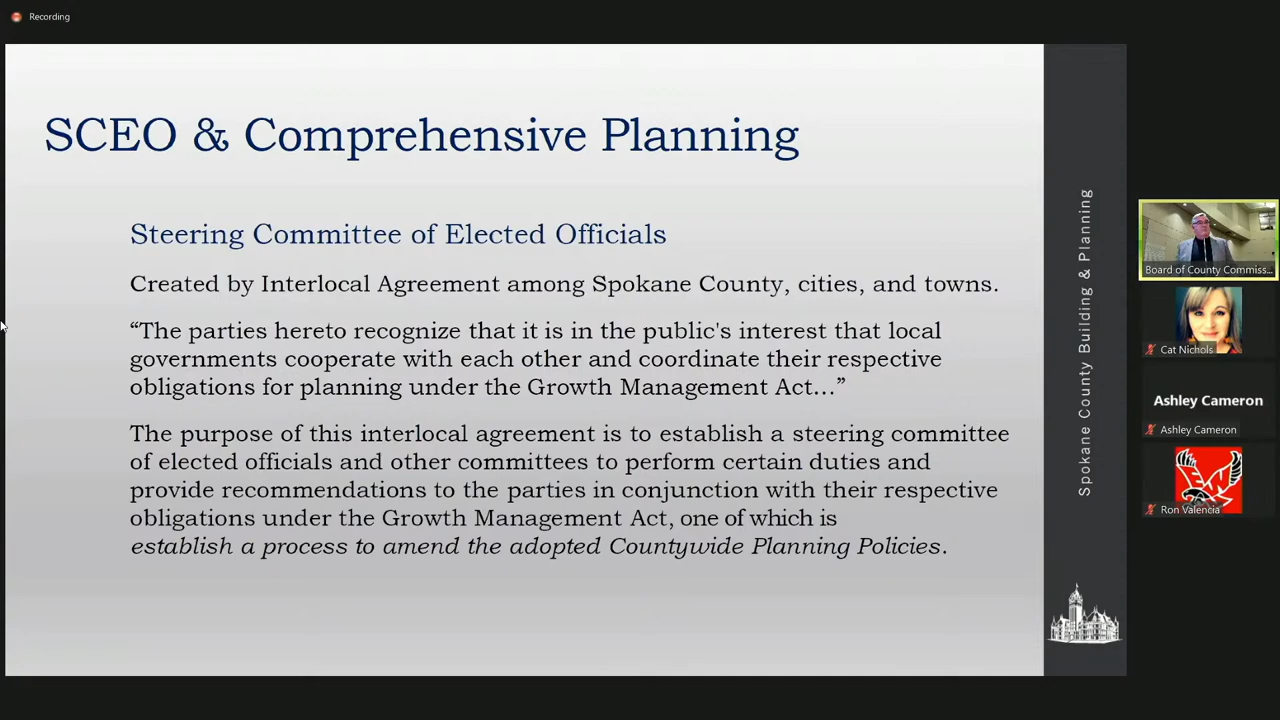 Recording
SCEO & Comprehensive Planning
Steering Committee of Elected Officials
Created by Interlocal Agreement among Spokane County, cities, and towns.
“The parties hereto recognize that it is in the public's interest that local
governments cooperate with each other and coordinate their respective
obligations for planning under the Growth Management Act...”
The purpose of this interlocal agreement is to establish a steering committee
of elected officials and other committees to perform certain duties and
provide recommendations to the parties in conjunction with their respective
obligations under the Growth Management Act, one of which is
establish a process to amend the adopted Countywide Planning Policies.
Spokane County Building & Planning
Board of County Commiss...
Cat Nichols
Ashley Cameron
Ashley Cameron
Ron Valencia